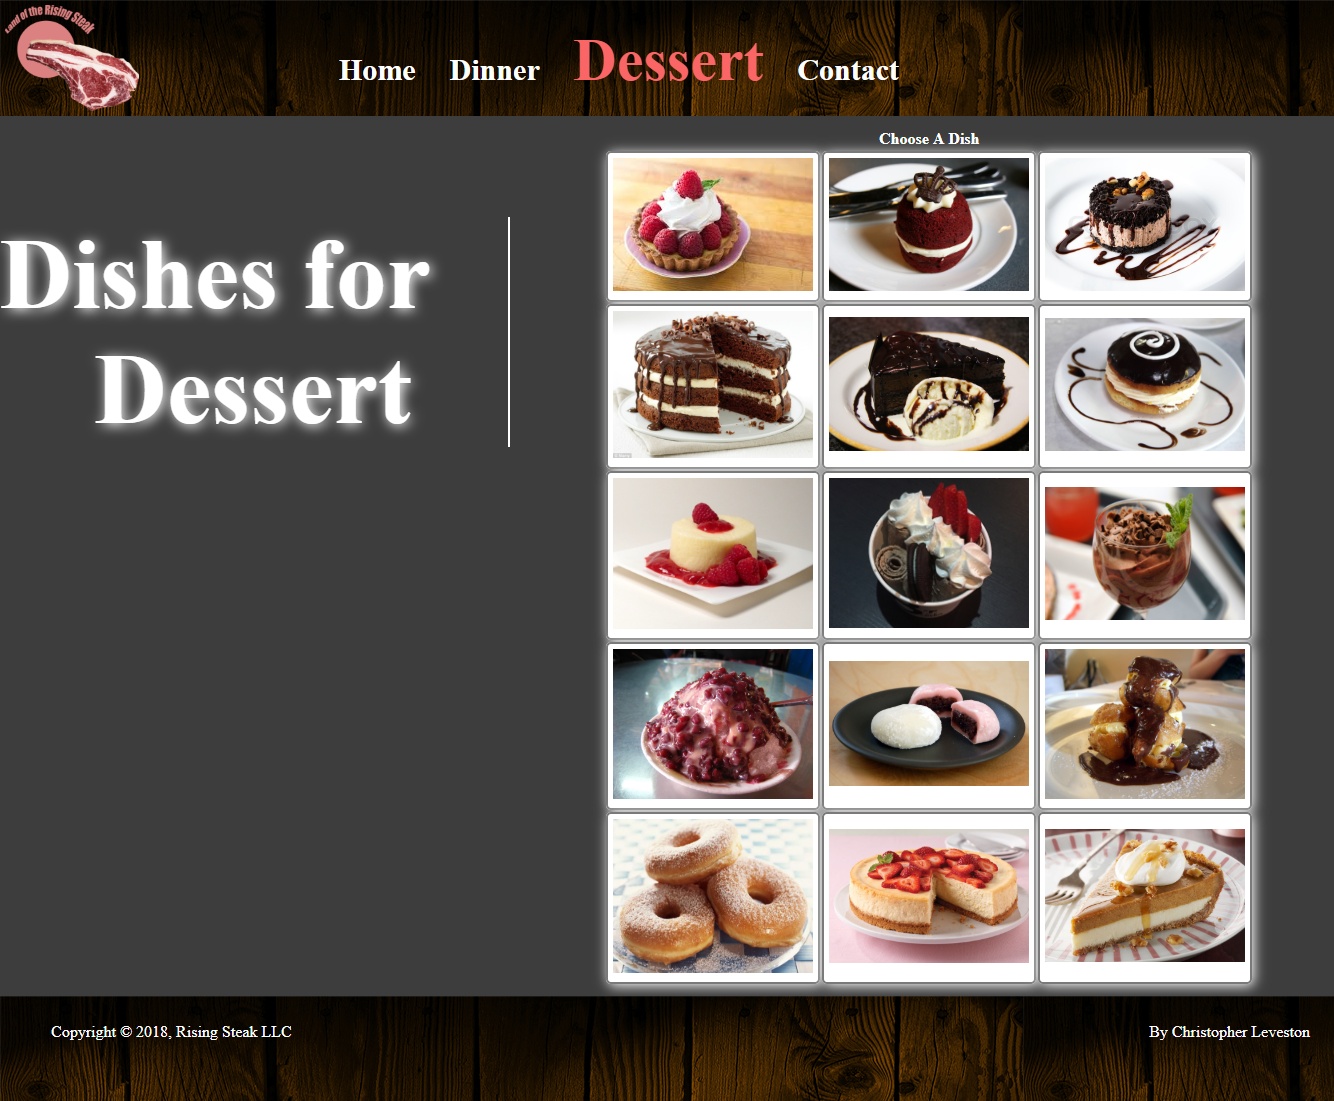 Land of the Rising Steak
Home Dinner Dessert Contact
Choose A Dish
Dishes for
Dessert
Copyright © 2018, Rising Steak LLC
By Christopher Leveston